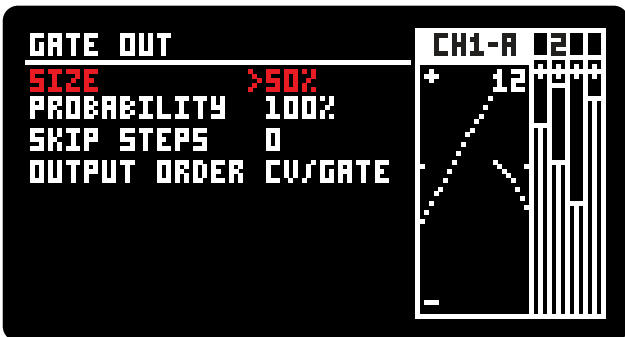 GATE OUT
SIZE >50%
PROBABILITY 100%
SKIP STEPS 0
OUTPUT ORDER CV/GATE
CH1-A 2
+ 12
-